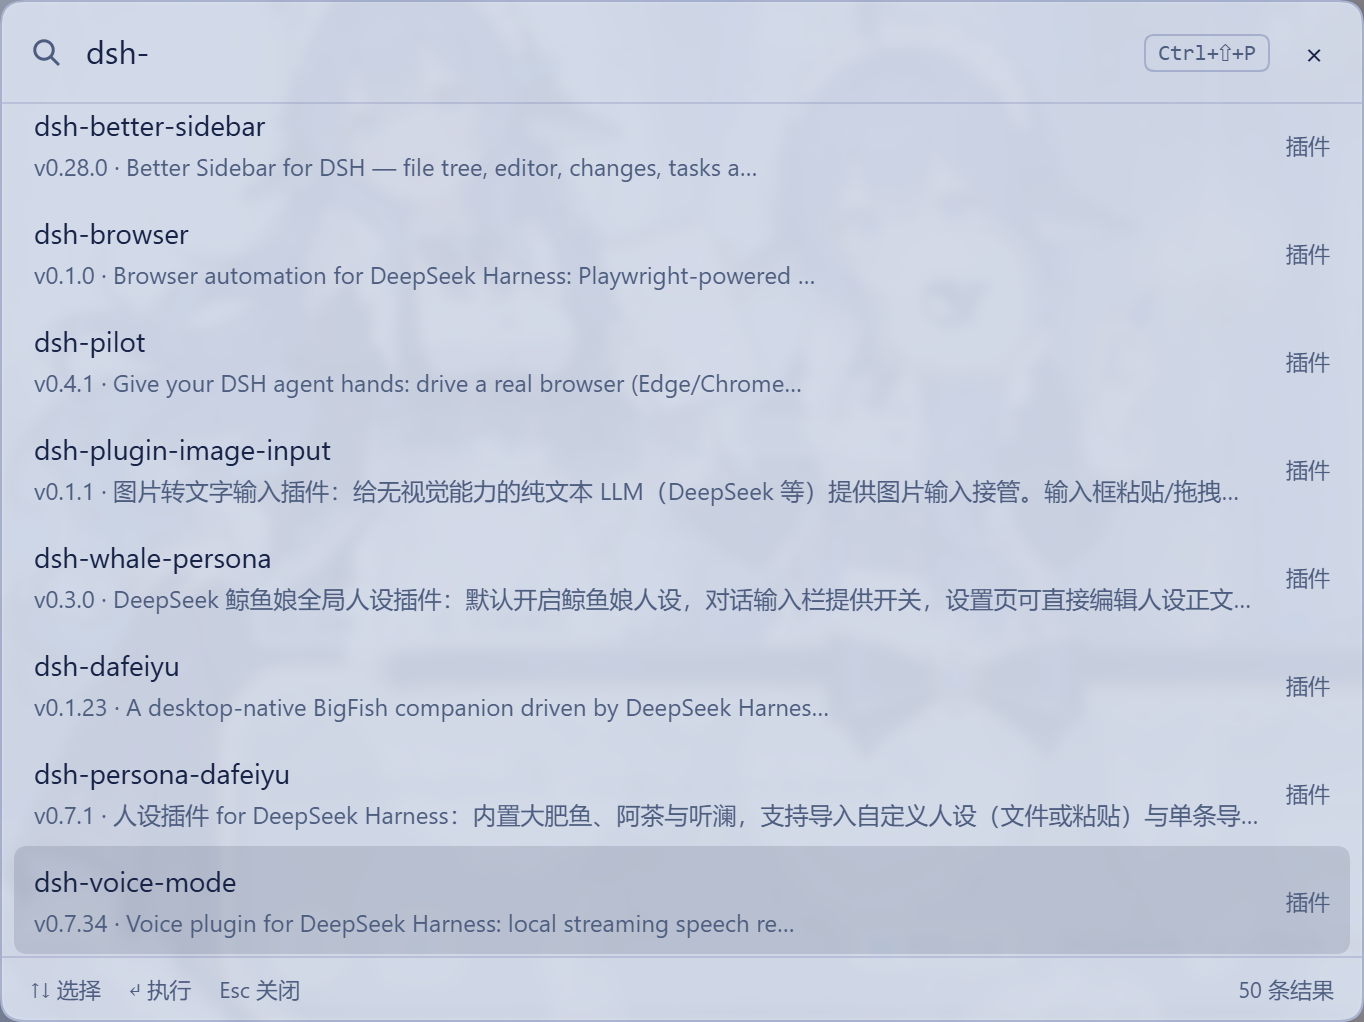 dsh-
Ctrl+⇧+P
×
dsh-better-sidebar
v0.28.0 · Better Sidebar for DSH — file tree, editor, changes, tasks a...
插件
dsh-browser
v0.1.0 · Browser automation for DeepSeek Harness: Playwright-powered ...
插件
dsh-pilot
v0.4.1 · Give your DSH agent hands: drive a real browser (Edge/Chrome...
插件
dsh-plugin-image-input
v0.1.1 · 图片转文字输入插件：给无视觉能力的纯文本 LLM（DeepSeek 等）提供图片输入接管。输入框粘贴/拖拽...
插件
dsh-whale-persona
v0.3.0 · DeepSeek 鲸鱼娘全局人设插件：默认开启鲸鱼娘人设，对话输入栏提供开关，设置页可直接编辑人设正文...
插件
dsh-dafeiyu
v0.1.23 · A desktop-native BigFish companion driven by DeepSeek Harnes...
插件
dsh-persona-dafeiyu
v0.7.1 · 人设插件 for DeepSeek Harness：内置大肥鱼、阿茶与听澜，支持导入自定义人设（文件或粘贴）与单条导...
插件
dsh-voice-mode
v0.7.34 · Voice plugin for DeepSeek Harness: local streaming speech re...
插件
↑↓ 选择 ↵ 执行 Esc 关闭
50 条结果